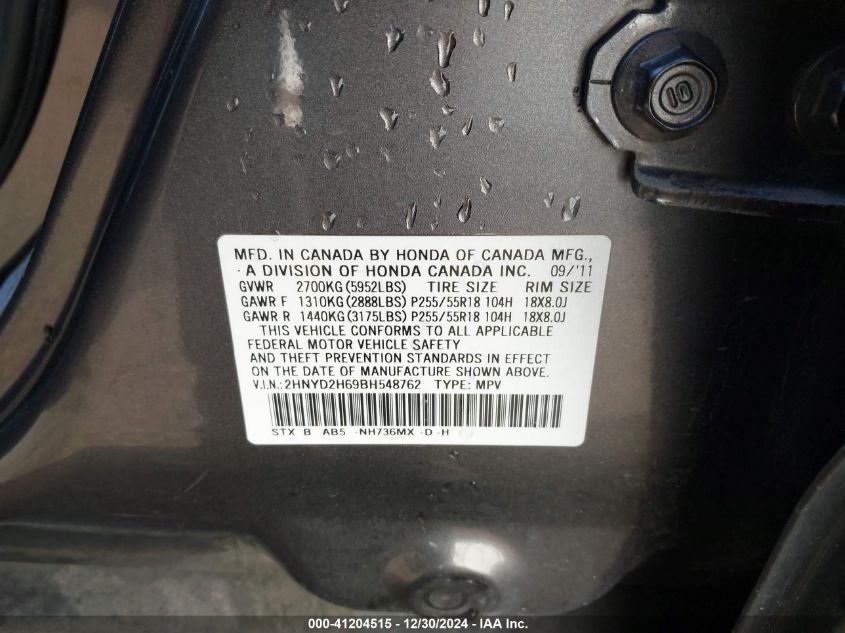 10
MFD. IN CANADA BY HONDA OF CANADA MFG.,
A DIVISION OF HONDA CANADA INC. 09/'11
GVWR 2700KG(5952LBS) TIRE SIZE RIM SIZE
GAWR F 1310KG(2888LBS) P255/55R18 104H 18X8.0J
GAWR R 1440KG(3175LBS) P255/55R18 104H 18X8.0J
THIS VEHICLE CONFORMS TO ALL APPLICABLE
FEDERAL MOTOR VEHICLE SAFETY
AND THEFT PREVENTION STANDARDS IN EFFECT
ON THE DATE OF MANUFACTURE SHOWN ABOVE.
V.I.N.:2HNYD2H69BH548762 TYPE: MPV
STX B AB5 -NH736MX -D -H
000-41204515 - 12/30/2024 - IAA Inc.